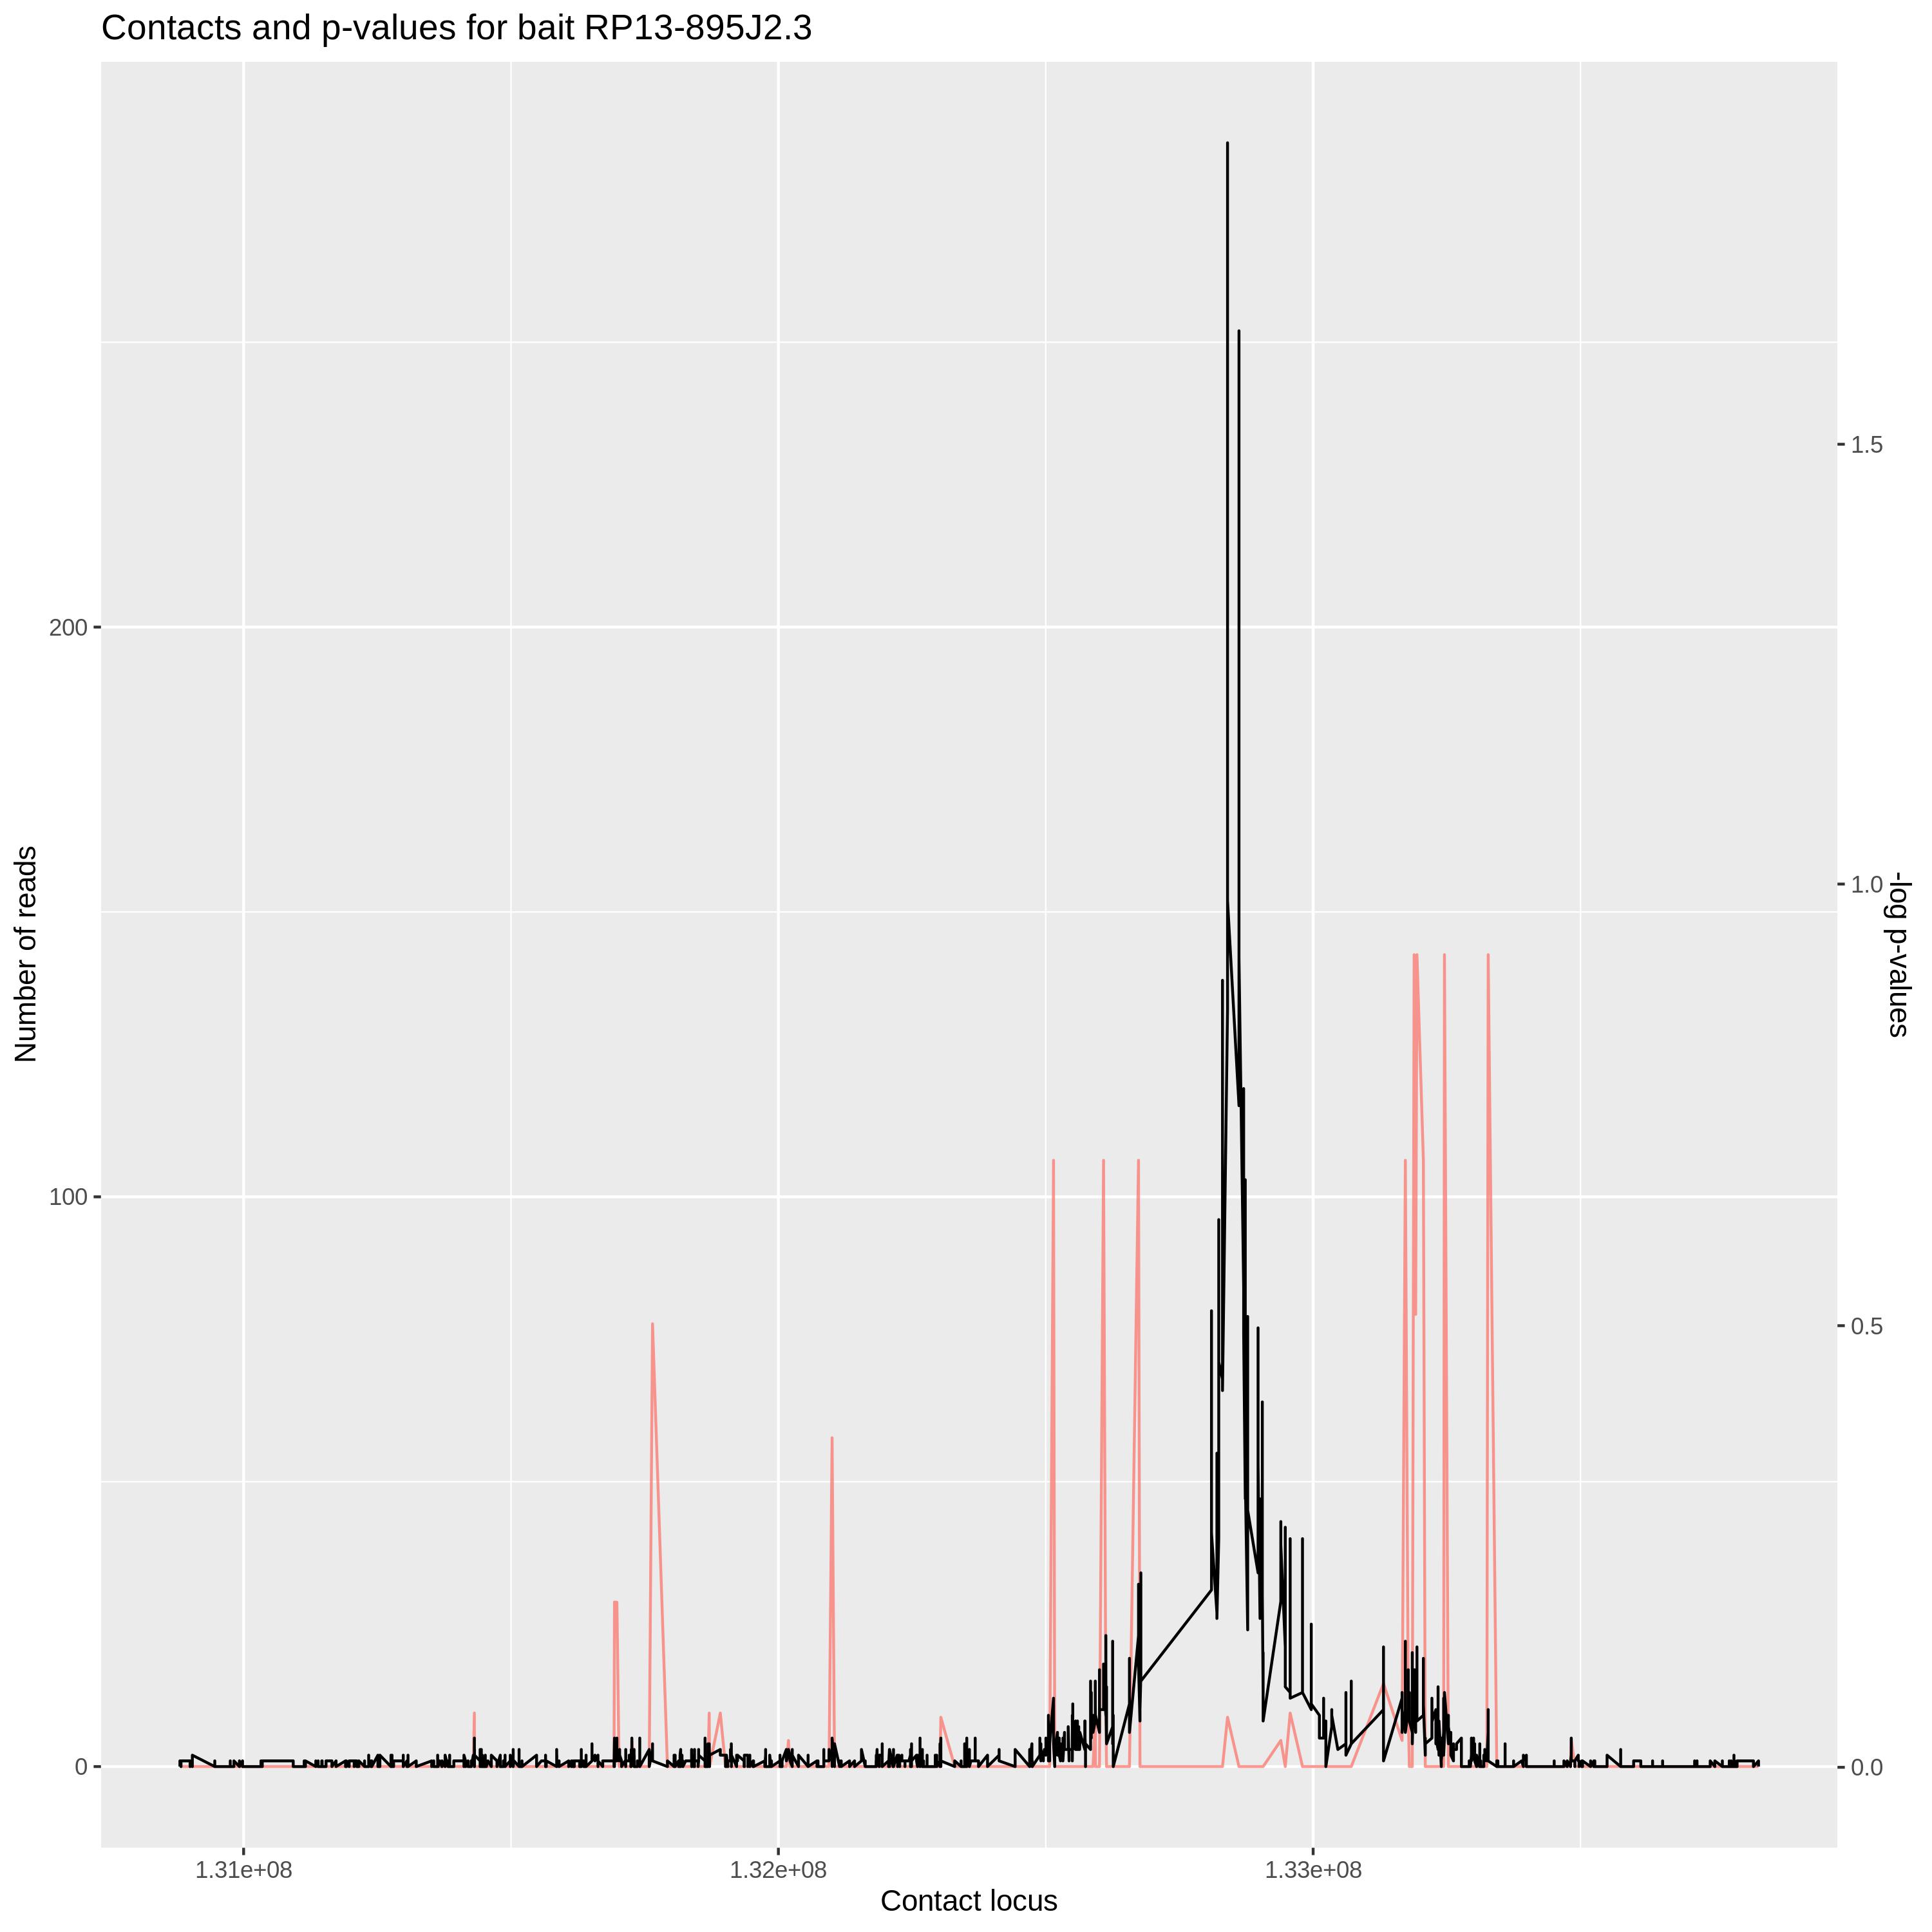 Contacts and p-values for bait RP13-895J2.3
Number of reads
200
100
0
1.5
1.0
0.5
0.0
-log p-values
1.31e+08
1.32e+08
1.33e+08
Contact locus